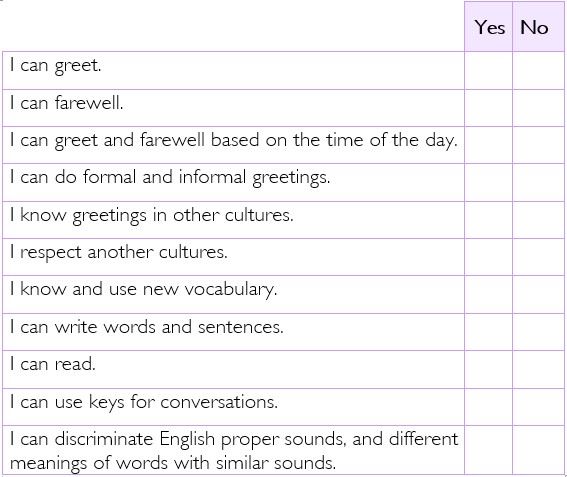 Yes No
I can greet.
I can farewell.
I can greet and farewell based on the time of the day.
I can do formal and informal greetings.
I know greetings in other cultures.
I respect another cultures.
I know and use new vocabulary.
I can write words and sentences.
I can read.
I can use keys for conversations.
I can discriminate English proper sounds, and different
meanings of words with similar sounds.